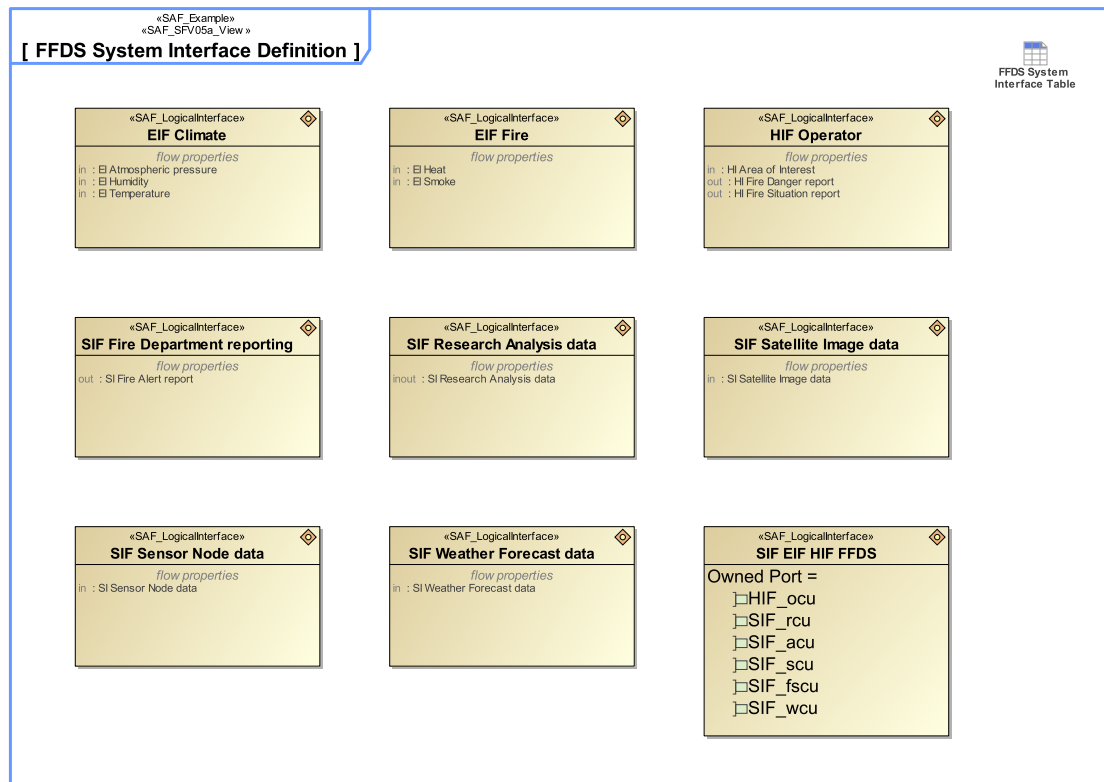 «SAF_Example»
«SAF_SFV05a_View»
[ FFDS System Interface Definition ]
FFDS System
Interface Table
«SAF_LogicalInterface»
EIF Climate
flow properties
in : EI Atmospheric pressure
in : EI Humidity
in : EI Temperature
«SAF_LogicalInterface»
EIF Fire
flow properties
in : EI Heat
in : EI Smoke
«SAF_LogicalInterface»
HIF Operator
flow properties
in : HI Area of Interest
out : HI Fire Danger report
out : HI Fire Situation report
«SAF_LogicalInterface»
SIF Fire Department reporting
flow properties
out : SI Fire Alert report
«SAF_LogicalInterface»
SIF Research Analysis data
flow properties
inout : SI Research Analysis data
«SAF_LogicalInterface»
SIF Satellite Image data
flow properties
in : SI Satellite Image data
«SAF_LogicalInterface»
SIF Sensor Node data
flow properties
in : SI Sensor Node data
«SAF_LogicalInterface»
SIF Weather Forecast data
flow properties
in : SI Weather Forecast data
«SAF_LogicalInterface»
SIF EIF HIF FFDS
Owned Port =
HIF_ocu
SIF_rcu
SIF_acu
SIF_scu
SIF_fscu
SIF_wcu